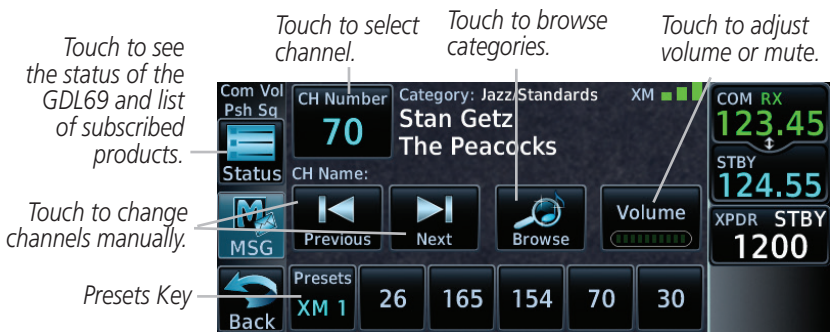 Touch to see
the status of the
GDL69 and list
of subscribed
products.
Touch to select
channel.
Touch to browse
categories.
Touch to adjust
volume or mute.
Touch to change
channels manually.
Presets Key
Com Vol
Psh Sq
Status
MSG
Back
CH Number
70
Category: Jazz/Standards
XM
Stan Getz
The Peacocks
CH Name:
Previous
Next
Browse
Volume
Presets
XM 1
26
165
154
70
30
COM RX
123.45
STBY
124.55
XPDR STBY
1200